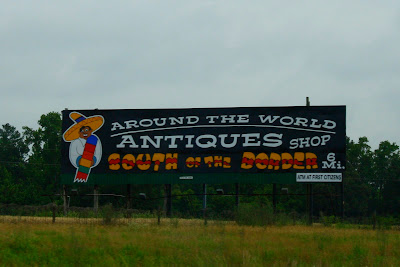 AROUND THE WORLD
ANTIQUES SHOP
SOUTH OF THE BORDER 6 Mi.
ATM AT FIRST CITIZENS